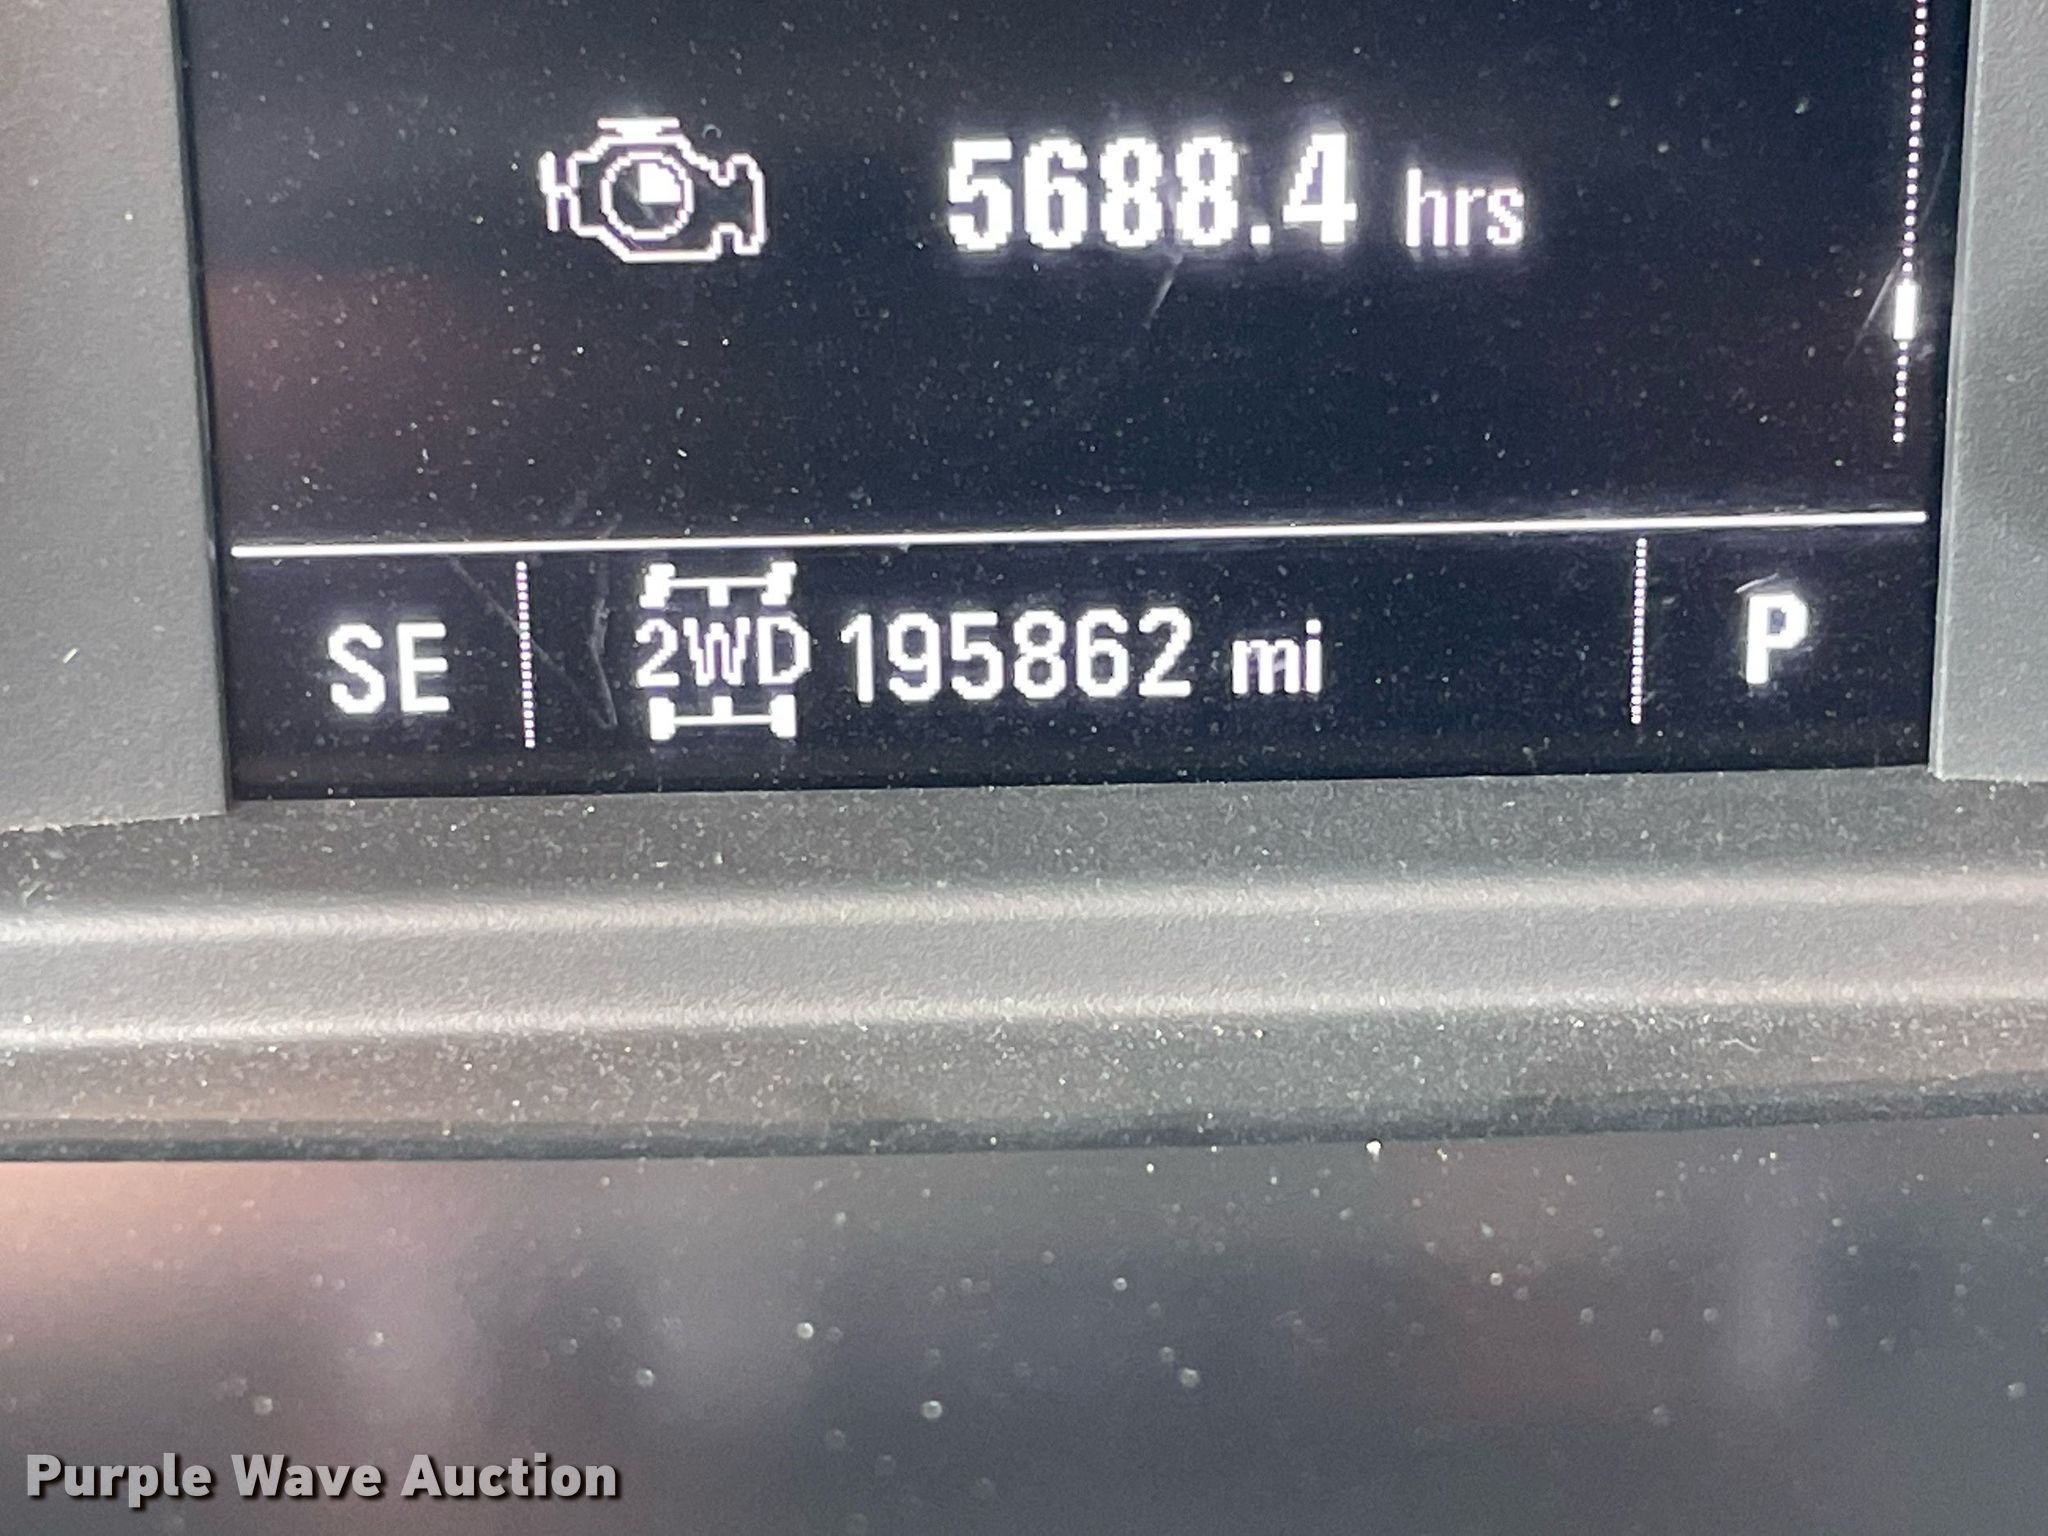 5688.4 hrs
SE 2WD 195862 mi P
Purple Wave Auction